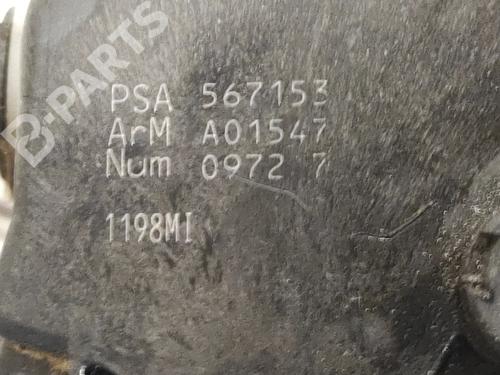 B-PARTS
PSA 567153
ArM A01547
Num 0972 7
1198MI